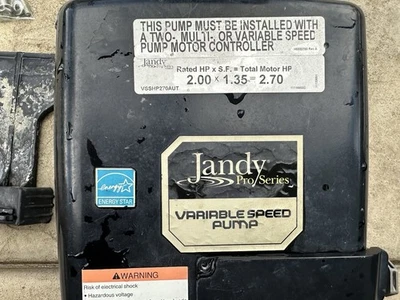 THIS PUMP MUST BE INSTALLED WITH
A TWO-, MULTI-, OR VARIABLE SPEED
PUMP MOTOR CONTROLLER
Jandy
Rated HP x S.F. = Total Motor HP
2.00 x 1.35 = 2.70
VSSHP270AUT
Jandy
Pro Series
VARIABLE SPEED
PUMP
energy
ENERGY STAR
WARNING
Risk of electrical shock
• Hazardous voltage